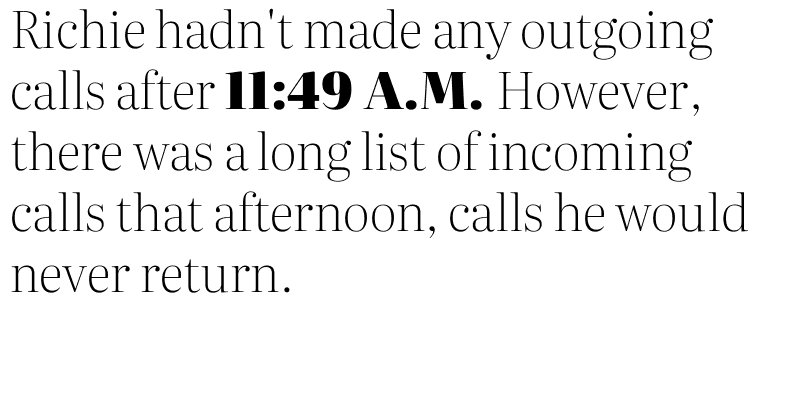 Richie hadn't made any outgoing
calls after 11:49 A.M. However,
there was a long list of incoming
calls that afternoon, calls he would
never return.